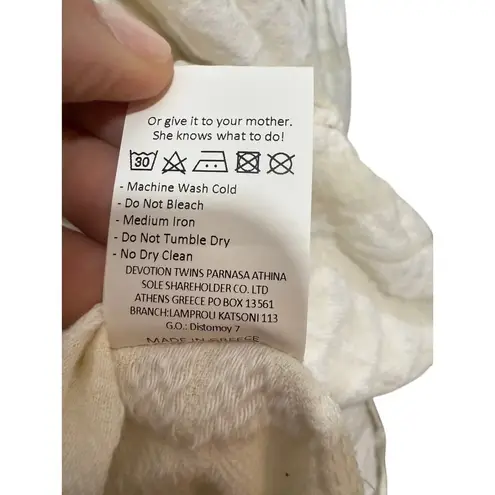 Or give it to your mother.
She knows what to do!
30
- Machine Wash Cold
- Do Not Bleach
- Medium Iron
- Do Not Tumble Dry
- No Dry Clean
DEVOTION TWINS PARNASA ATHINA
SOLE SHAREHOLDER CO. LTD
ATHENS GREECE PO BOX 13561
BRANCH:LAMPROU KATSONI 113
G.O.: Distomoy 7
MADE IN GREECE